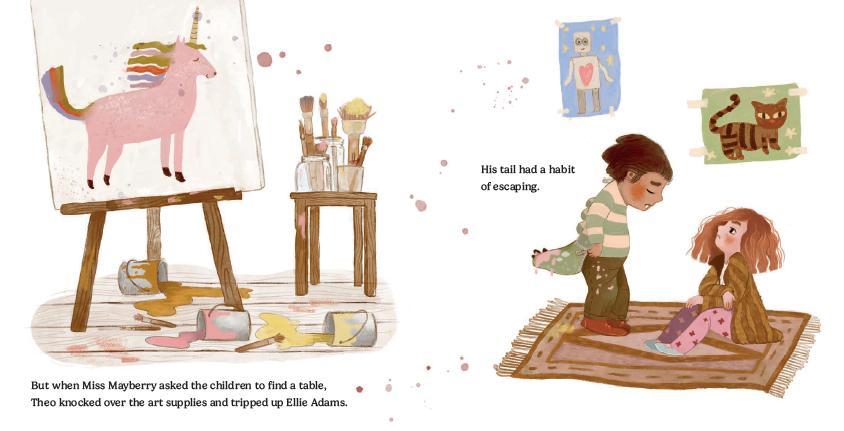 But when Miss Mayberry asked the children to find a table,
Theo knocked over the art supplies and tripped up Ellie Adams.
His tail had a habit
of escaping.